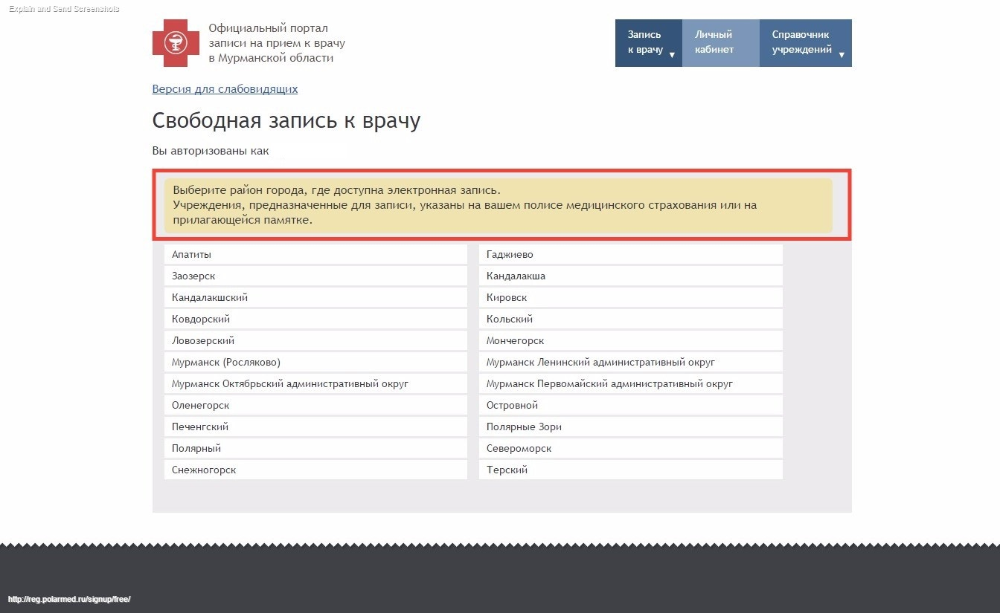 Explain and Send Screenshots
Официальный портал
записи на прием к врачу
в Мурманской области
Запись
к врачу ▼
Личный
кабинет
Справочник
учреждений ▼
Версия для слабовидящих
Свободная запись к врачу
Вы авторизованы как
Выберите район города, где доступна электронная запись.
Учреждения, предназначенные для записи, указаны на вашем полисе медицинского страхования или на
прилагающейся памятке.
Апатиты
Гаджиево
Заозерск
Кандалакша
Кандалакшский
Кировск
Ковдорский
Кольский
Ловозерский
Мончегорск
Мурманск (Росляково)
Мурманск Ленинский административный округ
Мурманск Октябрьский административный округ
Мурманск Первомайский административный округ
Оленегорск
Островной
Печенгский
Полярные Зори
Полярный
Североморск
Снежногорск
Терский
http://reg.polarmed.ru/signup/free/